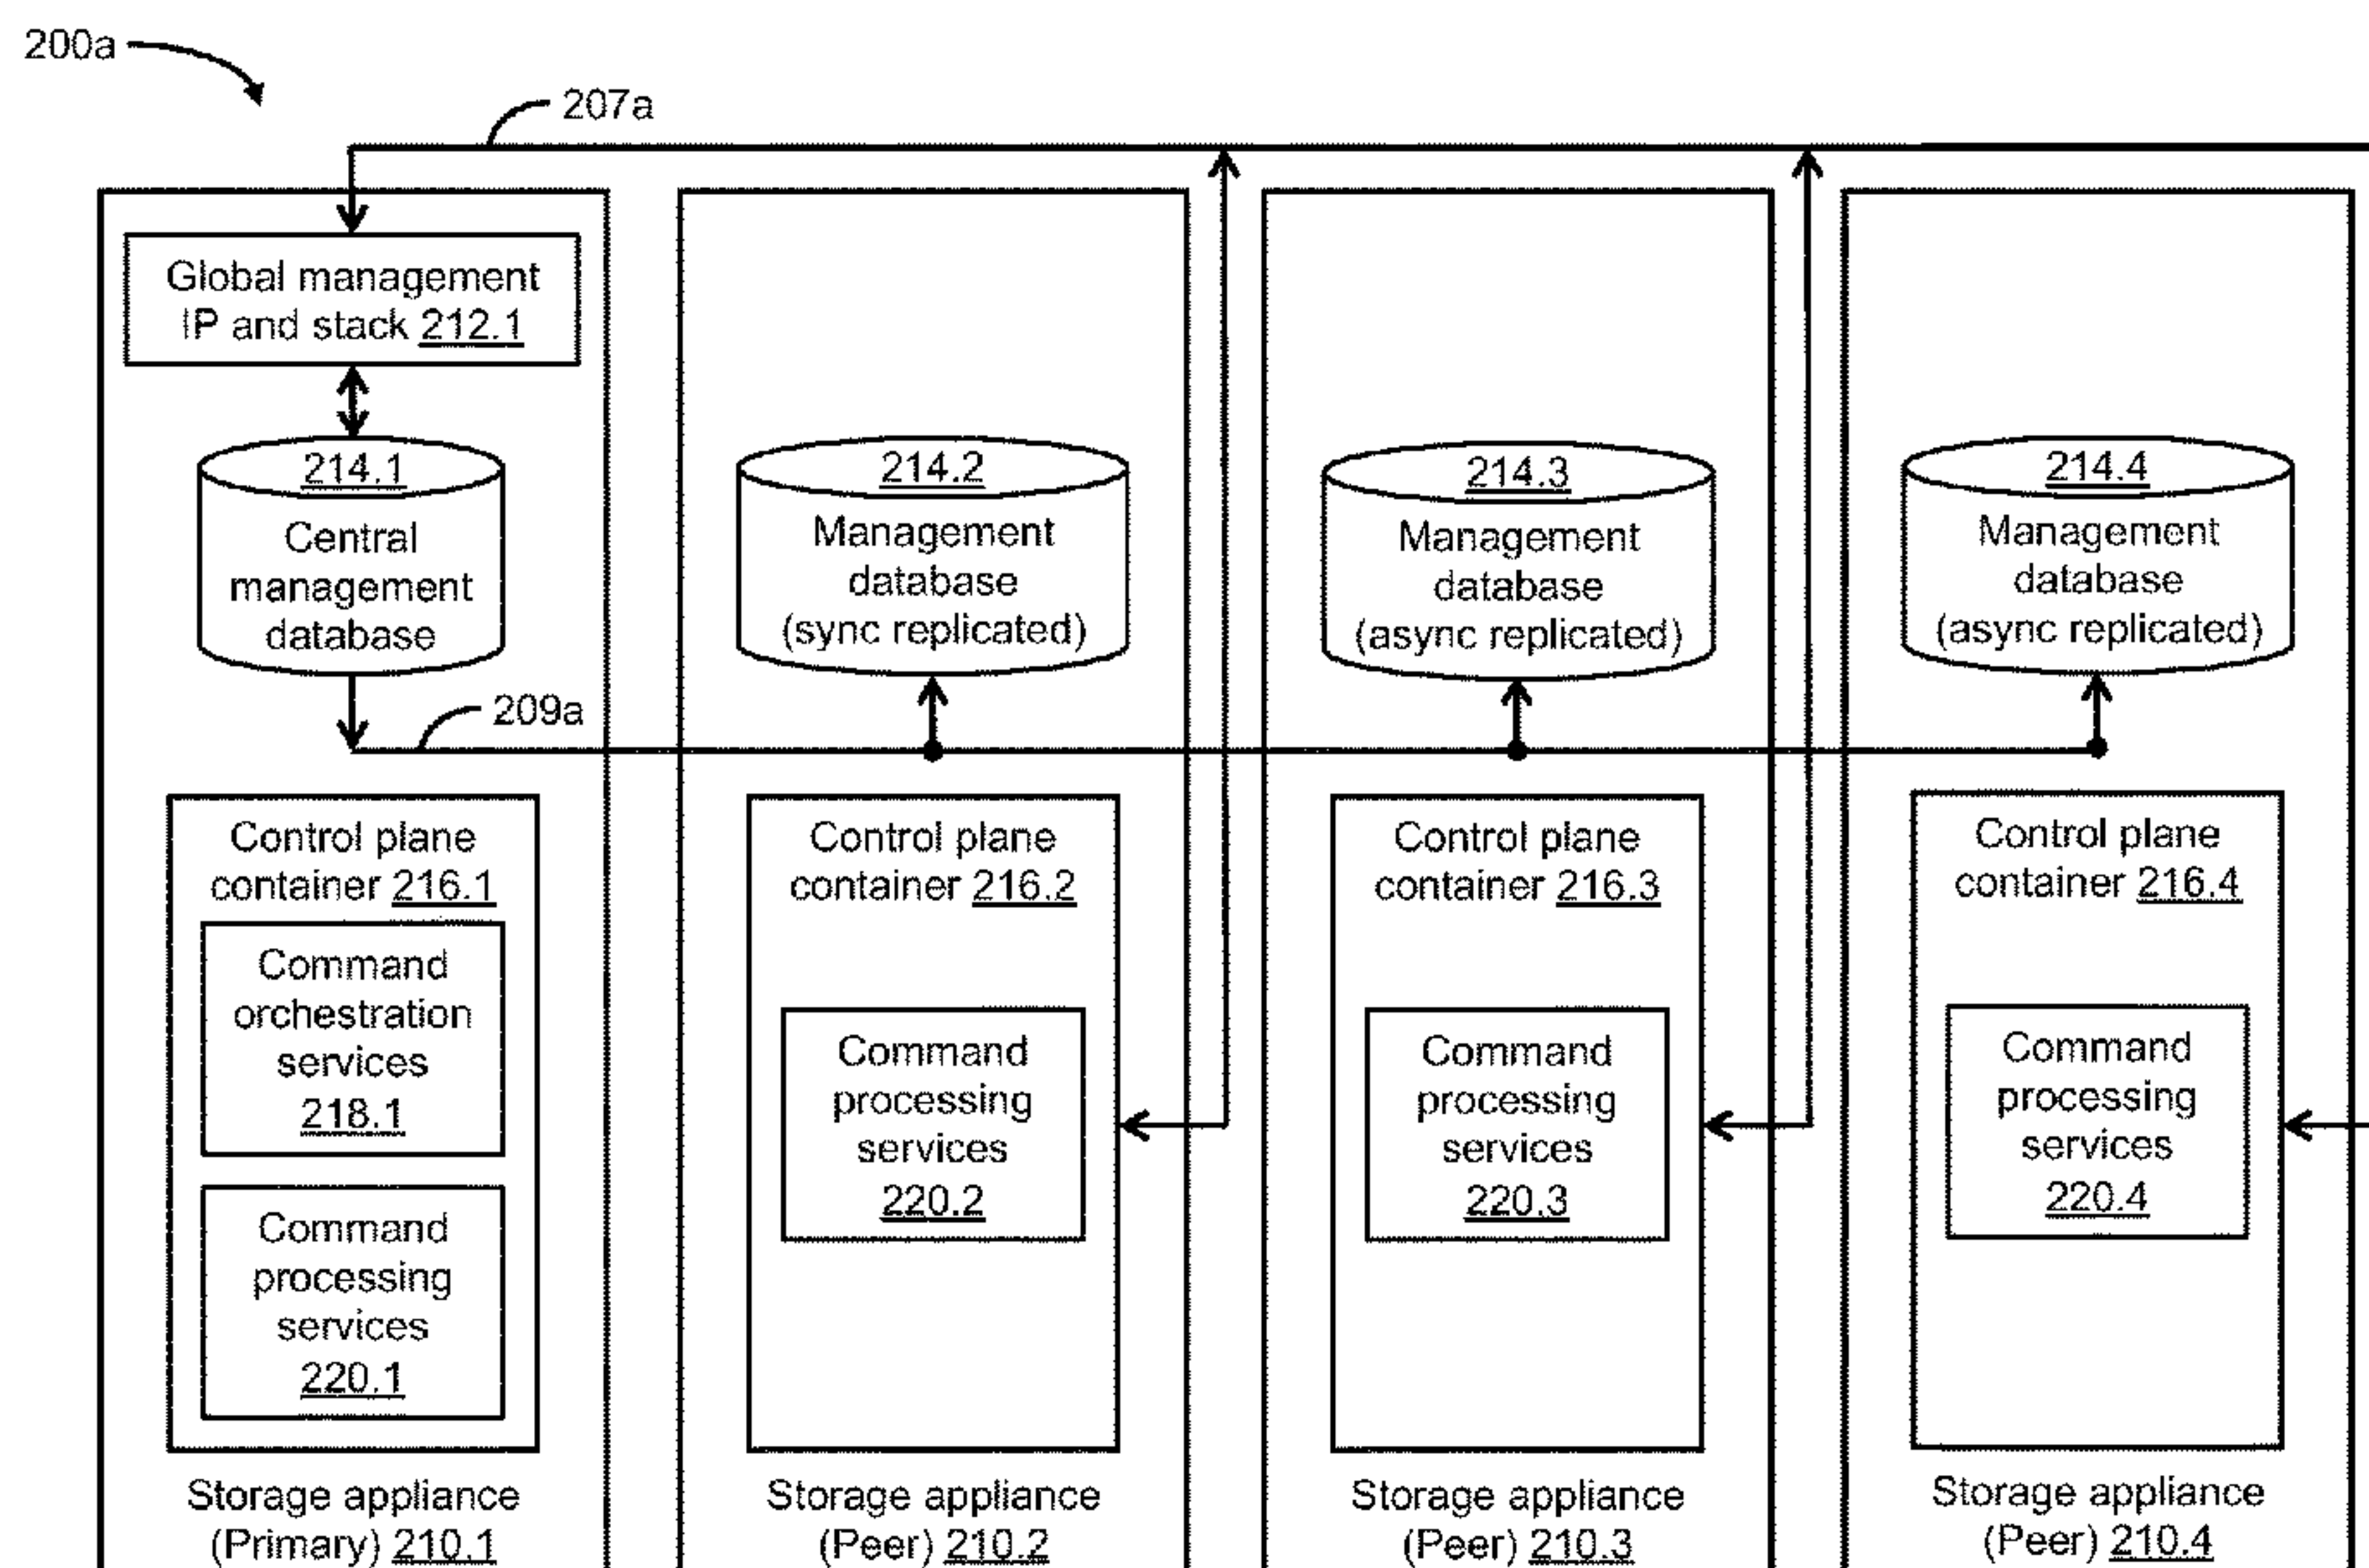 200a
207a
Global management
IP and stack 212.1
214.1
Central
management
database
214.2
Management
database
(sync replicated)
214.3
Management
database
(async replicated)
214.4
Management
database
(async replicated)
209a
Control plane
container 216.1
Command
orchestration
services
218.1
Command
processing
services
220.1
Storage appliance
(Primary) 210.1
Control plane
container 216.2
Command
processing
services
220.2
Storage appliance
(Peer) 210.2
Control plane
container 216.3
Command
processing
services
220.3
Storage appliance
(Peer) 210.3
Control plane
container 216.4
Command
processing
services
220.4
Storage appliance
(Peer) 210.4